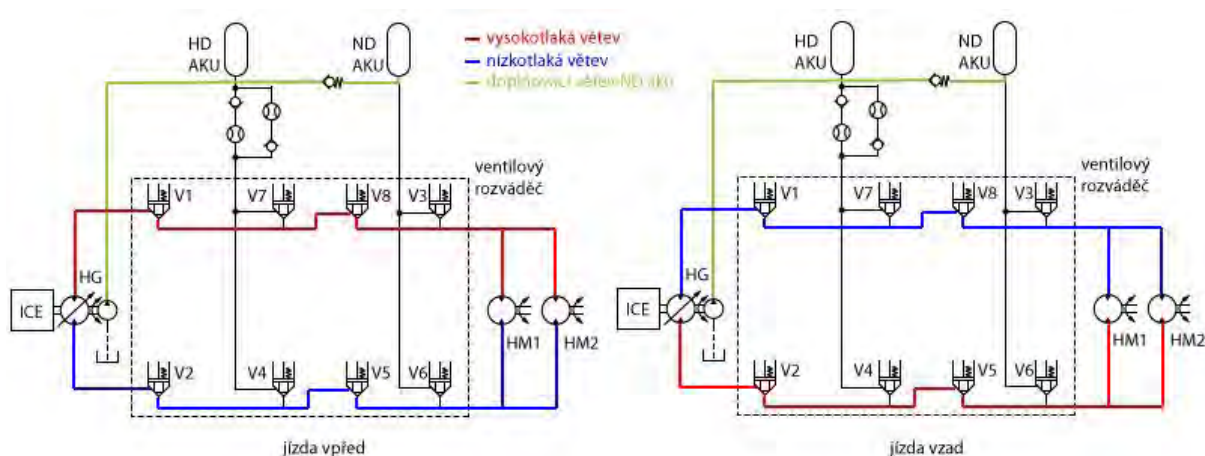 HD
AKU
ND
AKU
vysokotlaká větev
nízkotlaká větev
doplňovací větev ND aku
ventilový
rozváděč
V1
V7
V8
V3
HG
ICE
HM1
HM2
V2
V4
V5
V6
jízda vpřed
HD
AKU
ND
AKU
ventilový
rozváděč
V1
V7
V8
V3
HG
ICE
HM1
HM2
V2
V4
V5
V6
jízda vzad